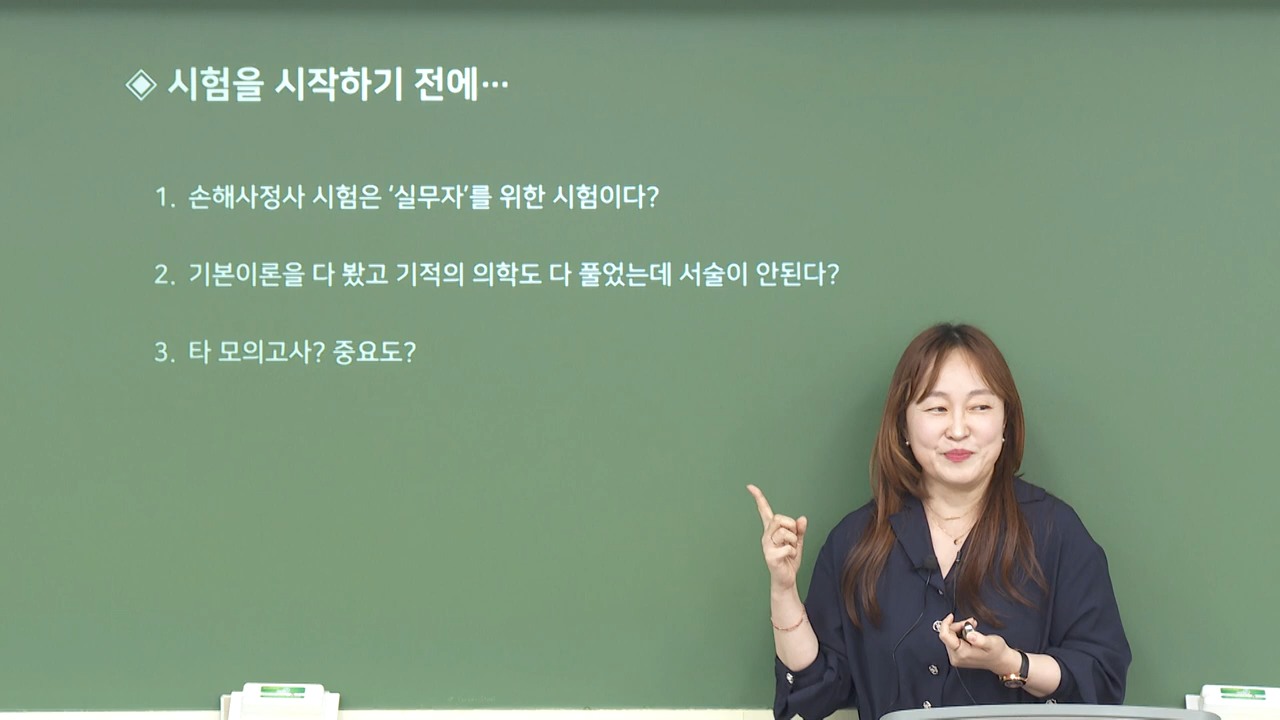 ◈ 시험을 시작하기 전에…
1. 손해사정사 시험은 ‘실무자’를 위한 시험이다?
2. 기본이론을 다 봤고 기적의 의학도 다 풀었는데 서술이 안된다?
3. 타 모의고사? 중요도?